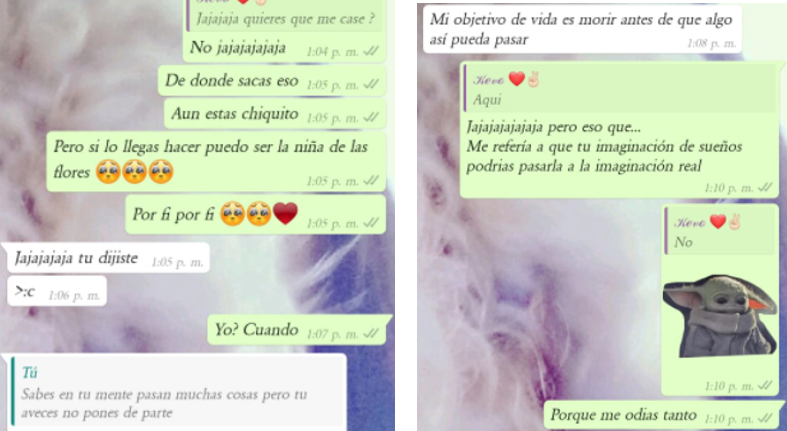 Jajajaja quieres que me case ?
No jajajajajaja 1:04 p. m.
De donde sacas eso 1:05 p. m.
Aun estas chiquito 1:05 p. m.
Pero si lo llegas hacer puedo ser la niña de las
flores 🥺🥺🥺
1:05 p. m.
Por fi por fi 🥺🥺❤️ 1:05 p. m.
Jajajajaja tu dijiste 1:05 p. m.
>:c 1:06 p. m.
Yo? Cuando 1:07 p. m.
Tú
Sabes en tu mente pasan muchas cosas pero tu
aveces no pones de parte
Mi objetivo de vida es morir antes de que algo
así pueda pasar
1:08 p. m.
Kevo ❤️✌🏻
Aqui
Jajajajajajaja pero eso que...
Me refería a que tu imaginación de sueños
podrias pasarla a la imaginación real
1:10 p. m.
Kevo ❤️✌🏻
No
1:10 p. m.
Porque me odias tanto 1:10 p. m.